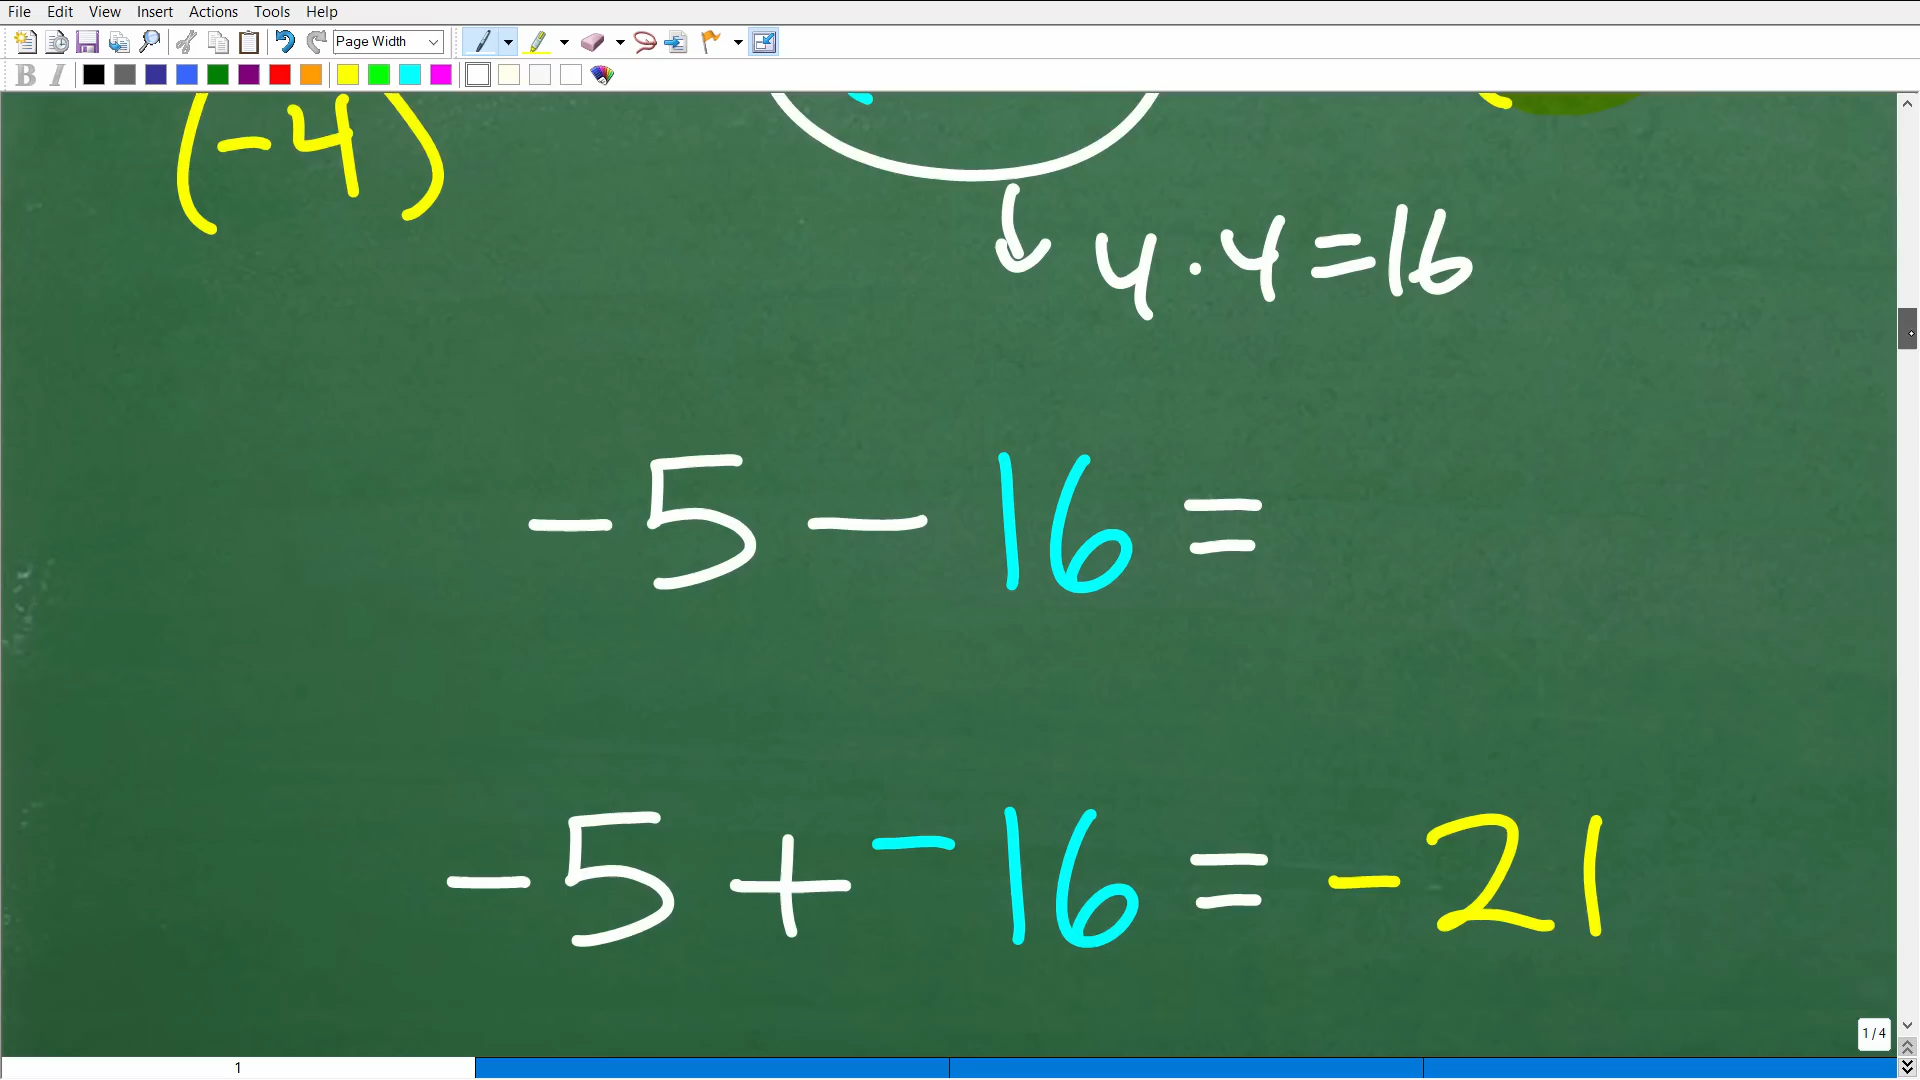 File Edit View Insert Actions Tools Help
Page Width
B I
(-4)
4 · 4 = 16
-5 - 16 =
-5 + -16 = -21
1 / 4
1